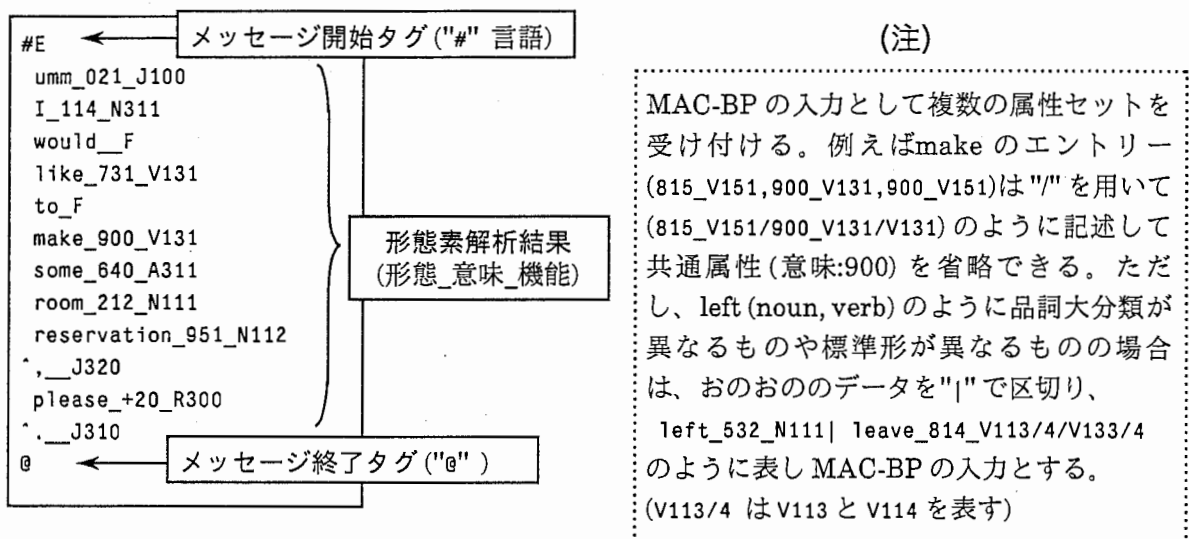 #E
メッセージ開始タグ ("#" 言語)
umm_021_J100
I_114_N311
would__F
like_731_V131
to_F
make_900_V131
some_640_A311
room_212_N111
reservation_951_N112
^,__J320
please_+20_R300
^.__J310
@
形態素解析結果
(形態_意味_機能)
メッセージ終了タグ ("@" )
(注)
MAC-BP の入力として複数の属性セットを
受け付ける。例えばmake のエントリー
(815_V151,900_V131,900_V151)は "/" を用いて
(815_V151/900_V131/V131) のように記述して
共通属性 (意味:900) を省略できる。ただ
し、left (noun, verb) のように品詞大分類が
異なるものや標準形が異なるものの場合
は、おのおののデータを"|" で区切り、
left_532_N111| leave_814_V113/4/V133/4
のように表し MAC-BP の入力とする。
(V113/4 は V113 と V114 を表す)